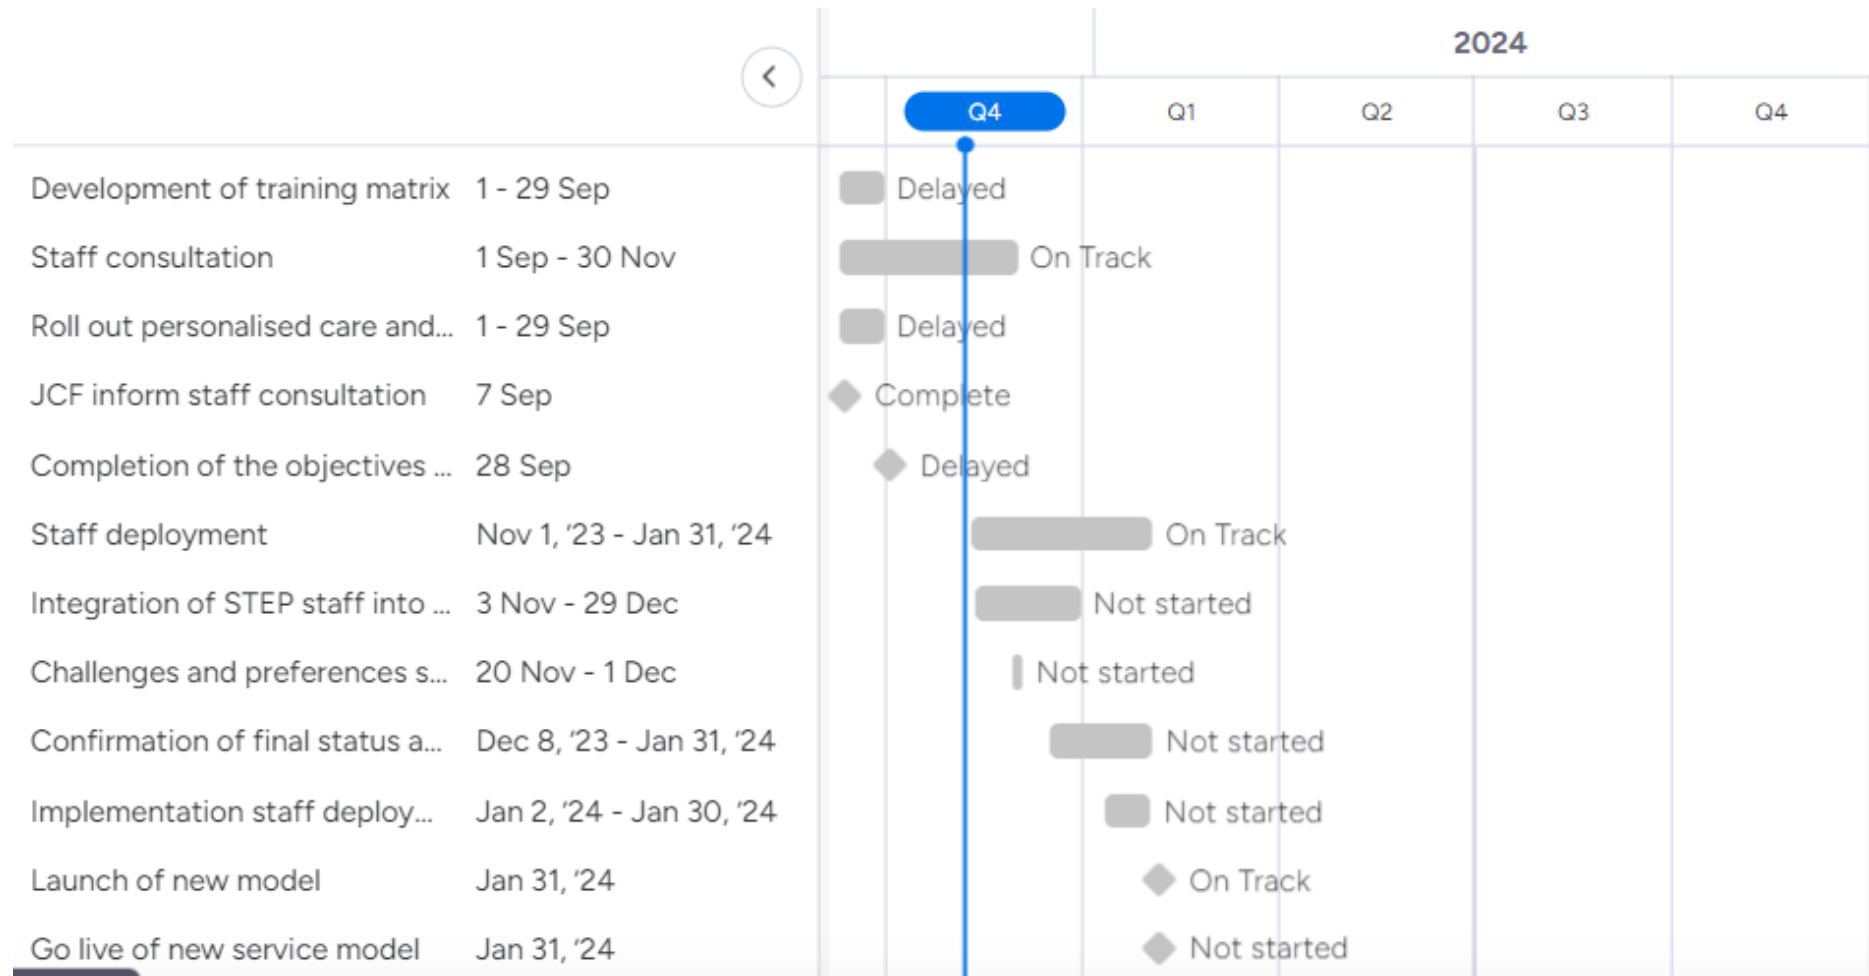 2024
Q4 Q1 Q2 Q3 Q4
Development of training matrix 1 - 29 Sep Delayed
Staff consultation 1 Sep - 30 Nov On Track
Roll out personalised care and... 1 - 29 Sep Delayed
JCF inform staff consultation 7 Sep Complete
Completion of the objectives ... 28 Sep Delayed
Staff deployment Nov 1, '23 - Jan 31, '24 On Track
Integration of STEP staff into ... 3 Nov - 29 Dec Not started
Challenges and preferences s... 20 Nov - 1 Dec Not started
Confirmation of final status a... Dec 8, '23 - Jan 31, '24 Not started
Implementation staff deploy... Jan 2, '24 - Jan 30, '24 Not started
Launch of new model Jan 31, '24 On Track
Go live of new service model Jan 31, '24 Not started